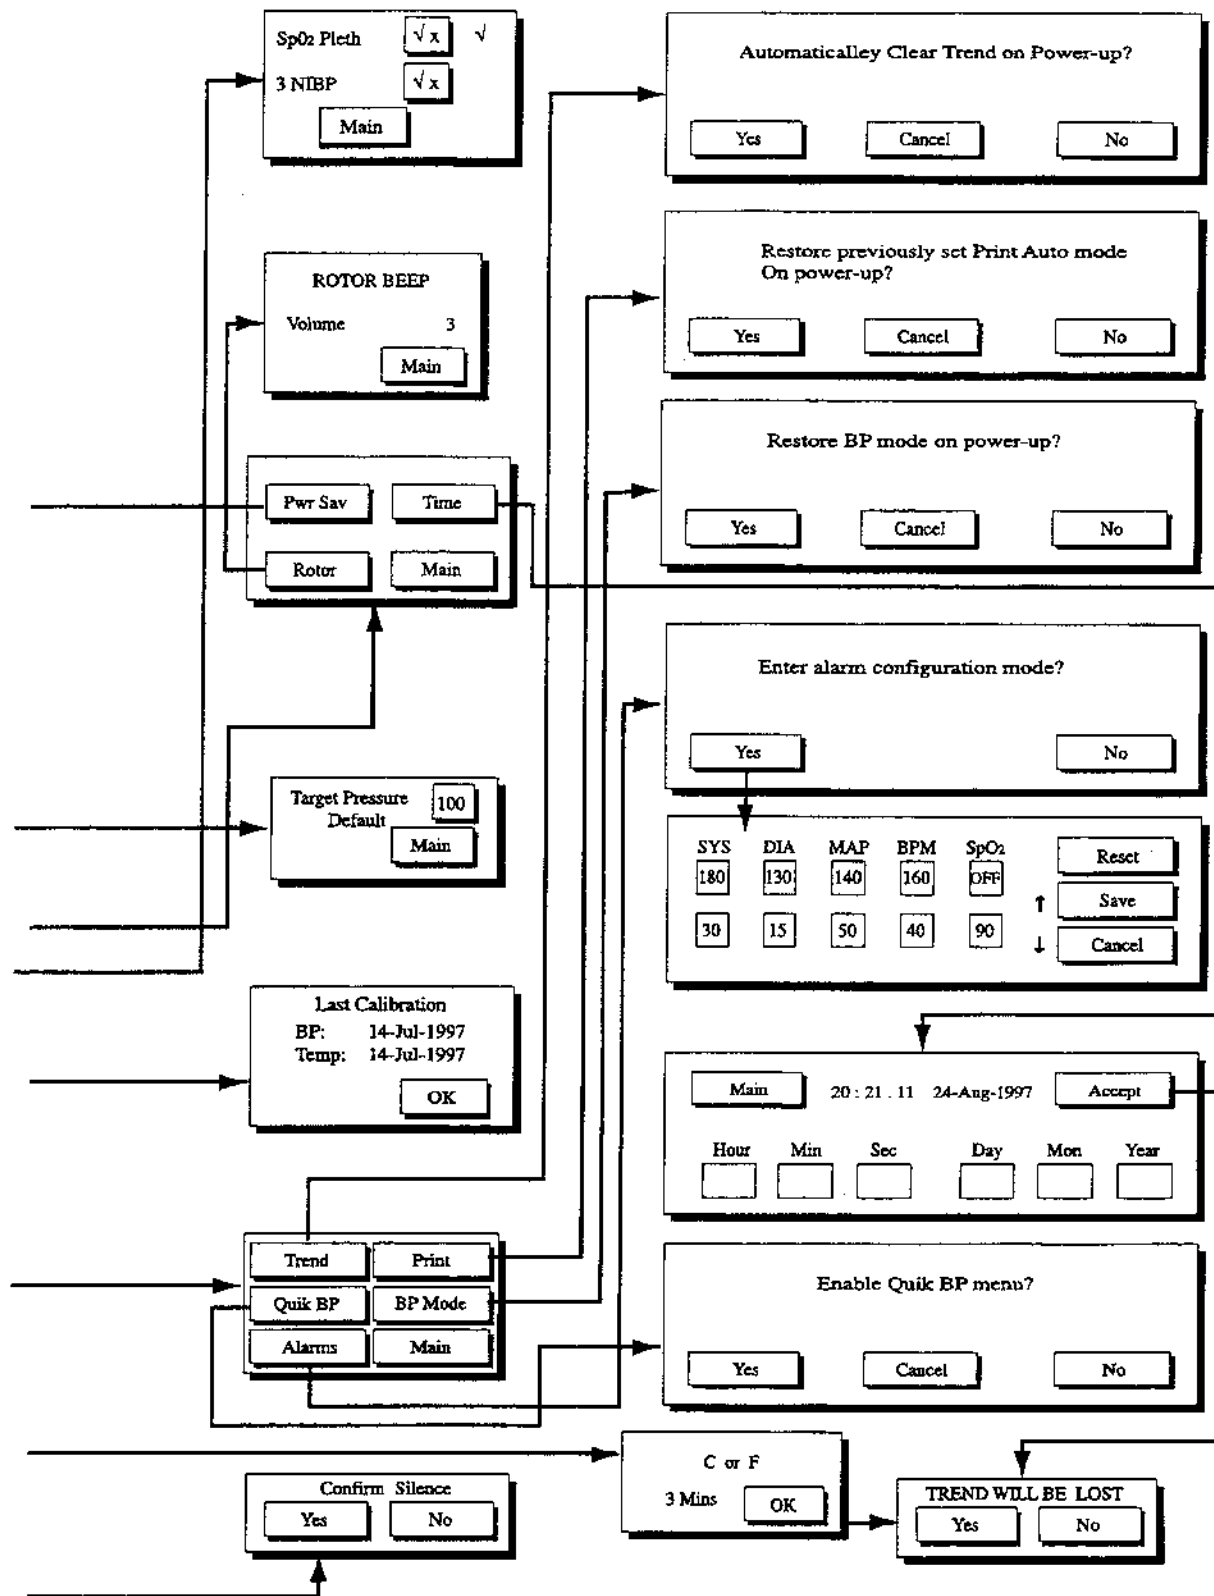 SpO₂ Pleth √ x √
3 NIBP √ x
Main
ROTOR BEEP
Volume 3
Main
Pwr Sav Time
Rotor Main
Target Pressure 100
Default
Main
Last Calibration
BP: 14-Jul-1997
Temp: 14-Jul-1997
OK
Trend Print
Quik BP BP Mode
Alarms Main
Confirm Silence
Yes No
Automaticalley Clear Trend on Power-up?
Yes Cancel No
Restore previously set Print Auto mode
On power-up?
Yes Cancel No
Restore BP mode on power-up?
Yes Cancel No
Enter alarm configuration mode?
Yes No
SYS DIA MAP BPM SpO₂ Reset
180 130 140 160 OFF
↑ Save
30 15 50 40 90
↓ Cancel
Main 20 : 21 . 11 24-Aug-1997 Accept
Hour Min Sec Day Mon Year
Enable Quik BP menu?
Yes Cancel No
C or F
3 Mins OK
TREND WILL BE LOST
Yes No